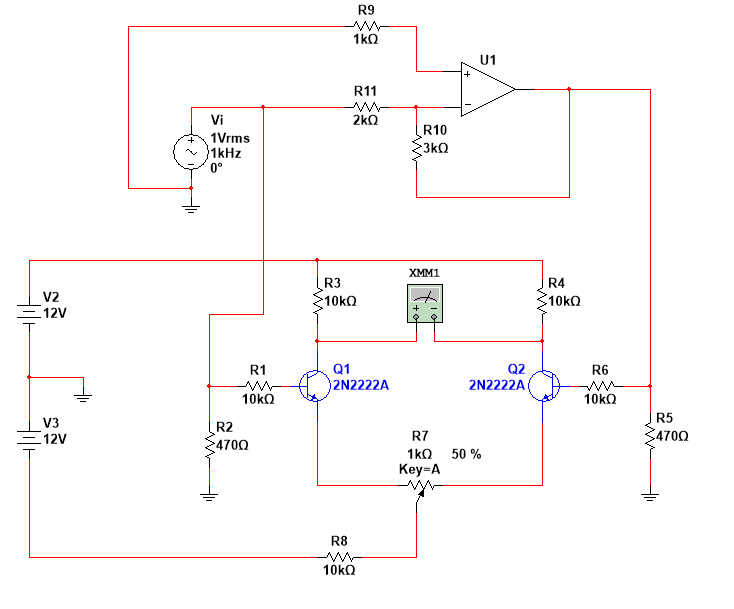 R9
1kΩ
U1
+
−
R11
2kΩ
R10
3kΩ
Vi
+
−
1Vrms
1kHz
0°
XMM1
+ −
R3
10kΩ
R4
10kΩ
V2
12V
Q1
2N2222A
Q2
2N2222A
R1
10kΩ
R6
10kΩ
R2
470Ω
R5
470Ω
V3
12V
R7
1kΩ 50 %
Key=A
R8
10kΩ